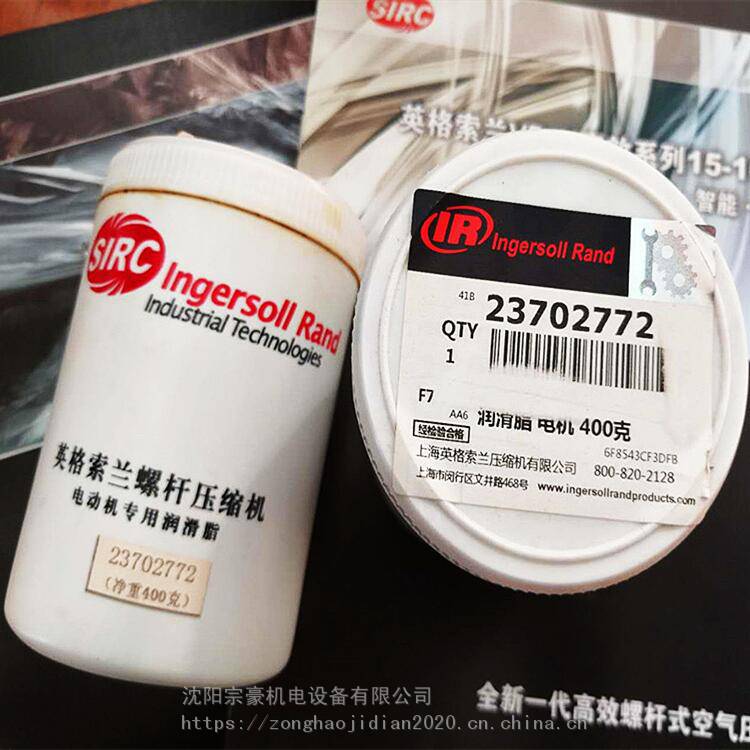 SIRC
英格索兰
系列15-1
智能
SIRC
Ingersoll Rand
Industrial Technologies
英格索兰螺杆压缩机
电动机专用润滑脂
23702772
(净重400克)
IR Ingersoll Rand
41B 23702772
QTY
1
F7
AA6 润滑脂 电机 400克
经检验合格 6F8543CF3DFB
上海英格索兰压缩机有限公司 800-820-2128
上海市闵行区文井路468号 www.ingersollrandproducts.com
全新一代高效螺杆式空气压
沈阳宗豪机电设备有限公司
https://zonghaojidian2020.cn.china.cn